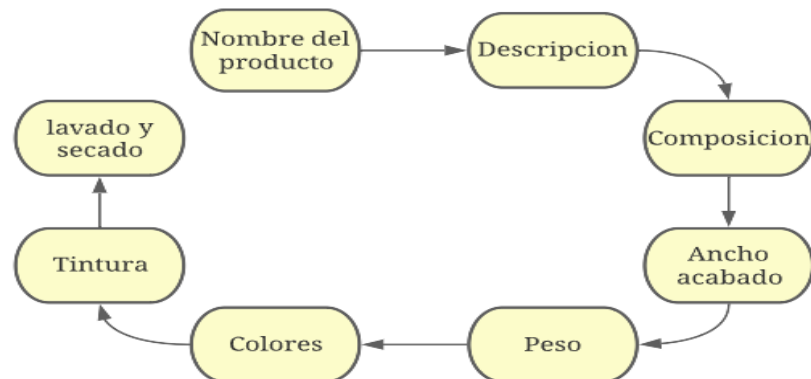 Nombre del
producto
Descripcion
Composicion
Ancho
acabado
Peso
Colores
Tintura
lavado y
secado